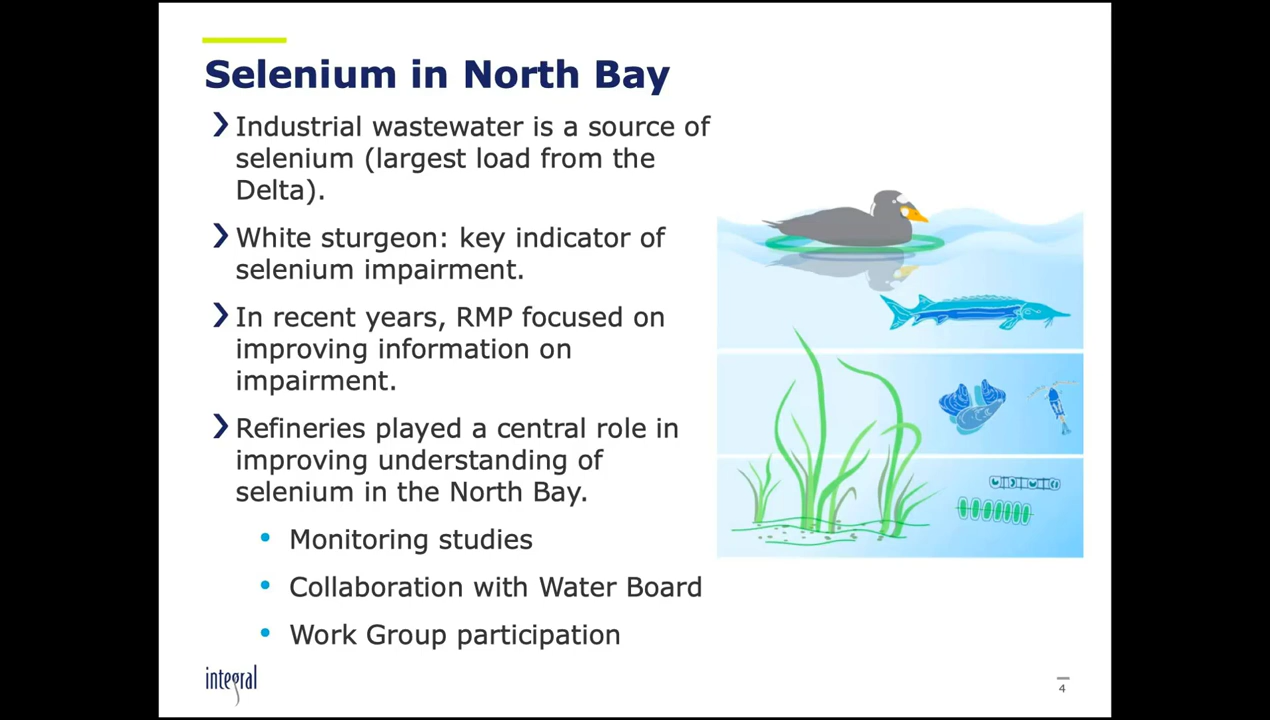 Selenium in North Bay
Industrial wastewater is a source of
selenium (largest load from the
Delta).
White sturgeon: key indicator of
selenium impairment.
In recent years, RMP focused on
improving information on
impairment.
Refineries played a central role in
improving understanding of
selenium in the North Bay.
• Monitoring studies
• Collaboration with Water Board
• Work Group participation
integral
4